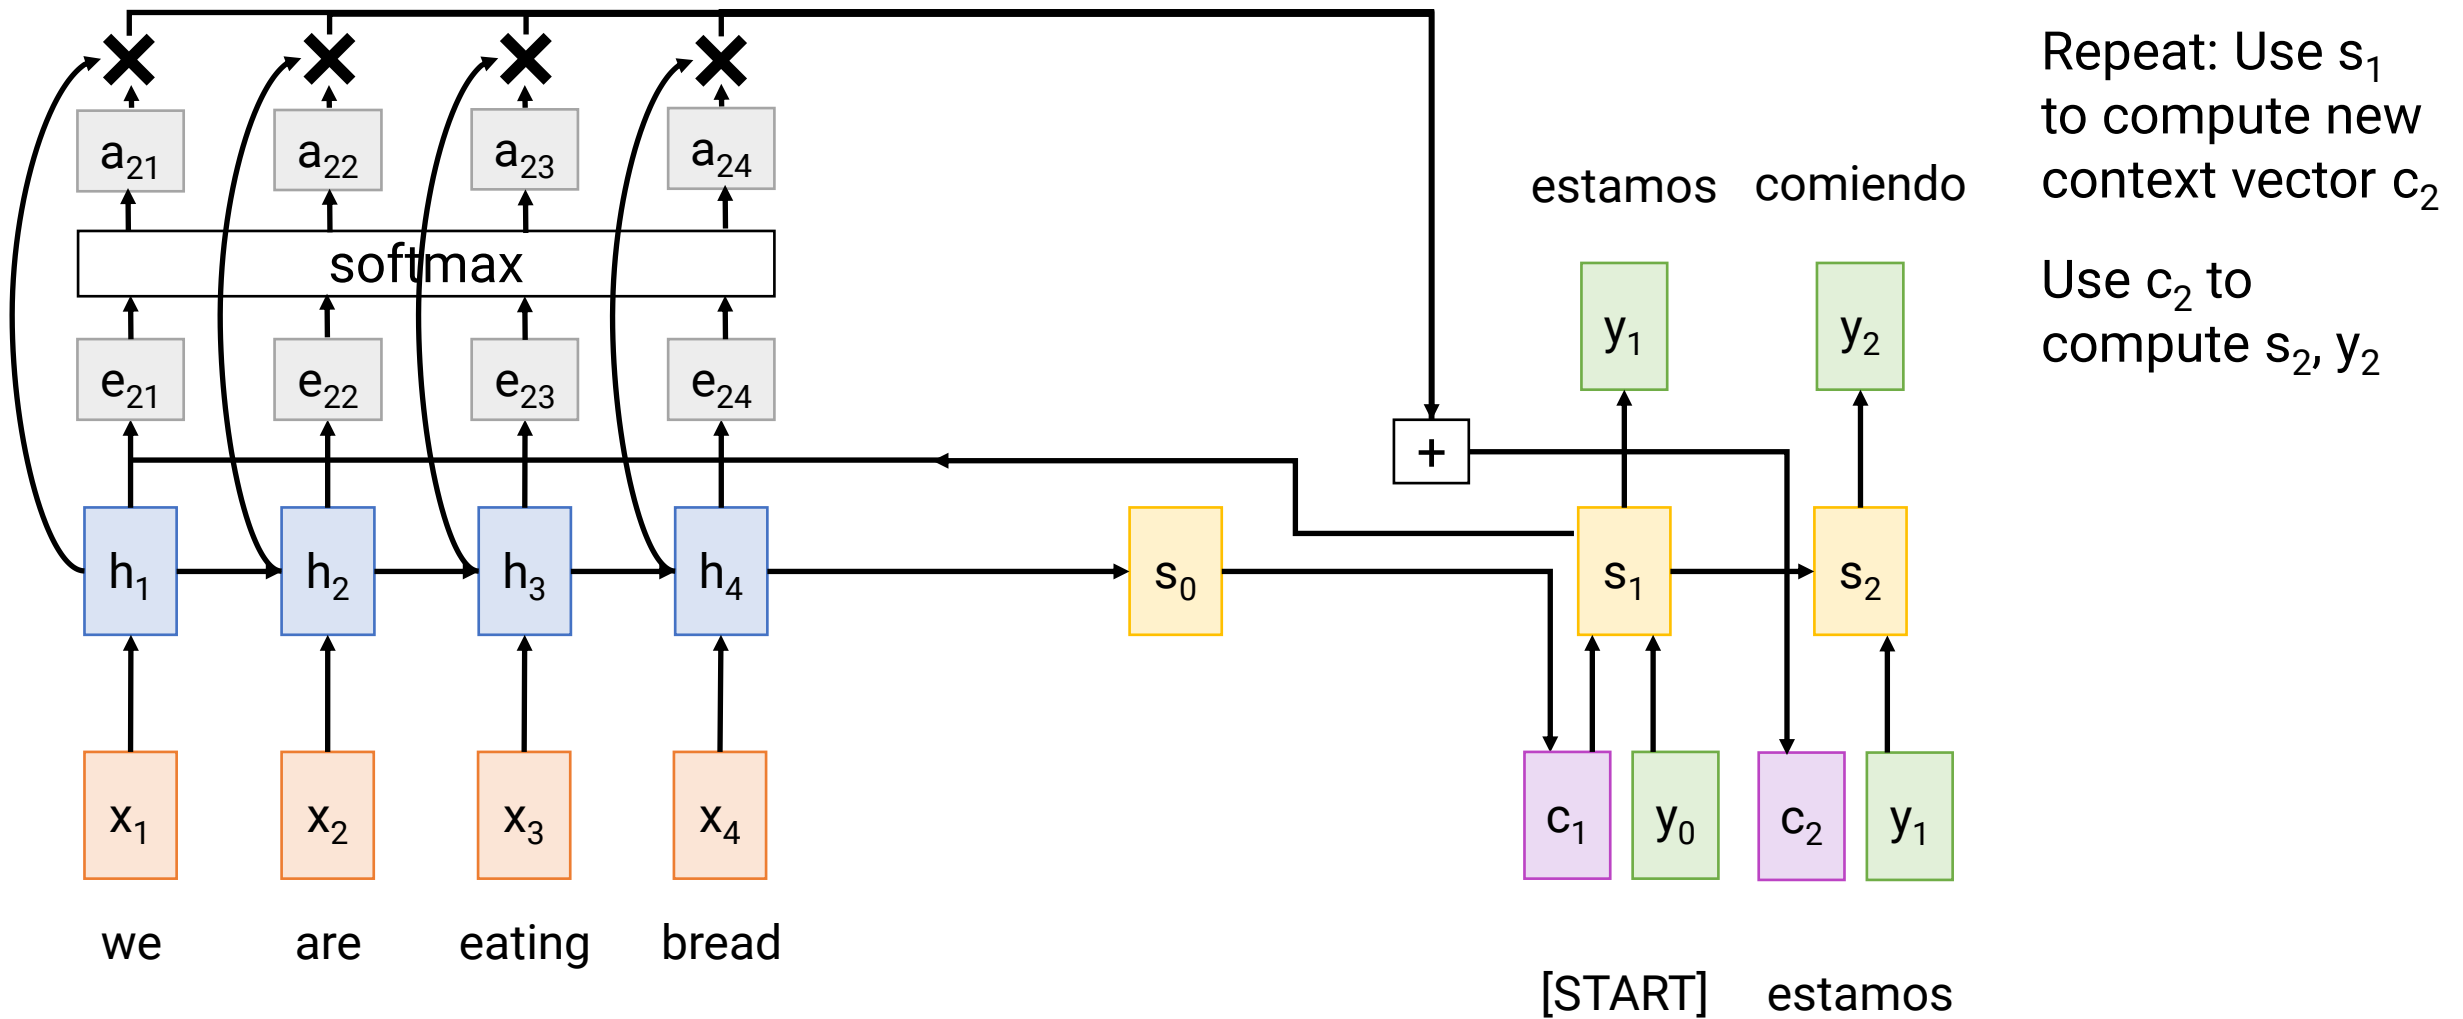 a₂₁ a₂₂ a₂₃ a₂₄
softmax
e₂₁ e₂₂ e₂₃ e₂₄
h₁ h₂ h₃ h₄
x₁ x₂ x₃ x₄
we are eating bread
s₀
+
estamos comiendo
y₁ y₂
s₁ s₂
c₁ y₀ c₂ y₁
[START] estamos
Repeat: Use s₁
to compute new
context vector c₂
Use c₂ to
compute s₂, y₂